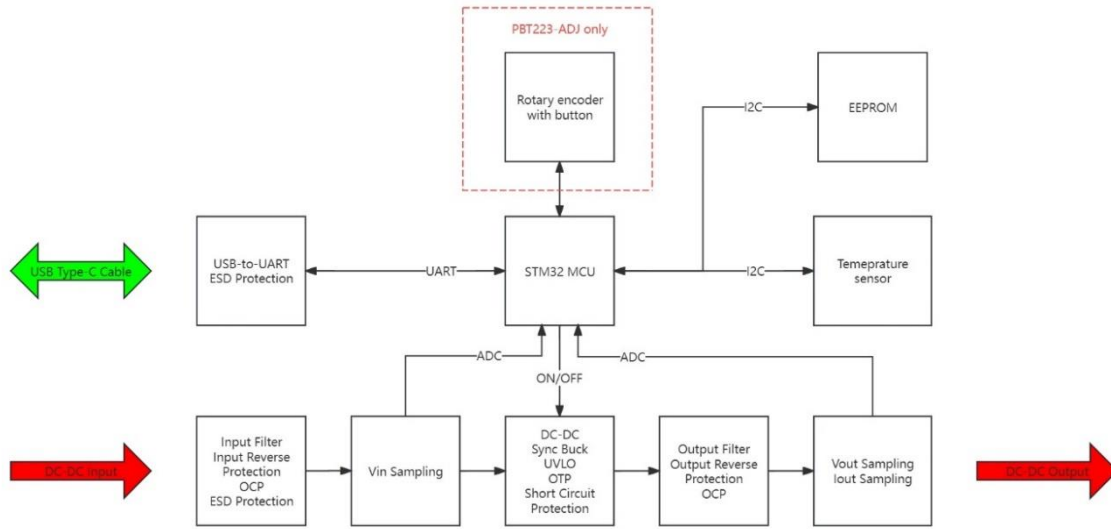 PBT223-ADJ only
Rotary encoder
with button
I2C
EEPROM
USB Type-C Cable
USB-to-UART
ESD Protection
UART
STM32 MCU
I2C
Temeprature
sensor
ADC
ON/OFF
ADC
DC-DC Input
Input Filter
Input Reverse
Protection
OCP
ESD Protection
Vin Sampling
DC-DC
Sync Buck
UVLO
OTP
Short Circuit
Protection
Output Filter
Output Reverse
Protection
OCP
Vout Sampling
Iout Sampling
DC-DC Output